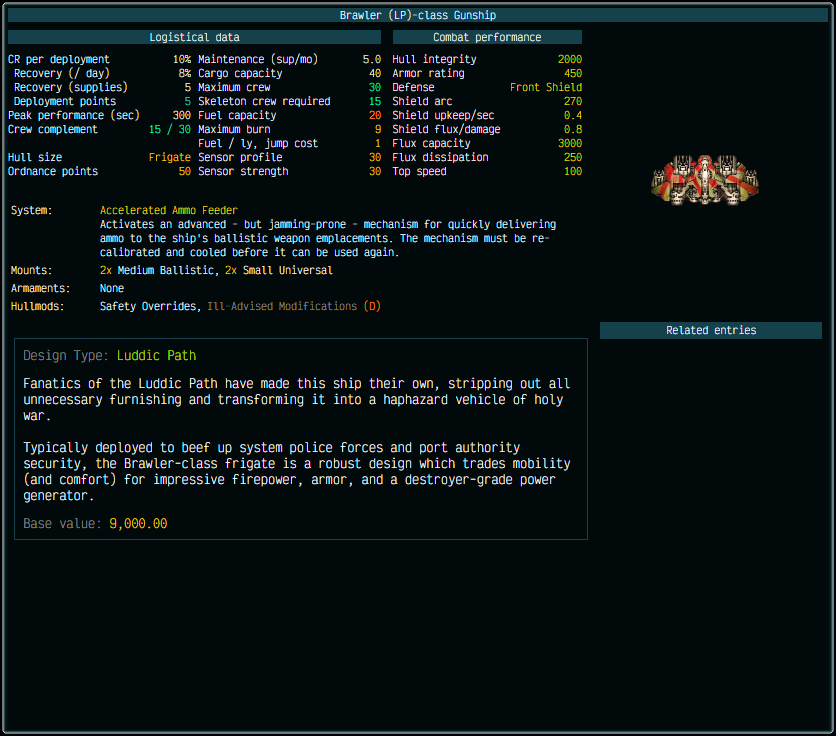 Brawler (LP)-class Gunship
Logistical data
Combat performance
CR per deployment 10% Maintenance (sup/mo) 5.0 Hull integrity 2000
Recovery (/ day) 8% Cargo capacity 40 Armor rating 450
Recovery (supplies) 5 Maximum crew 30 Defense Front Shield
Deployment points 5 Skeleton crew required 15 Shield arc 270
Peak performance (sec) 300 Fuel capacity 20 Shield upkeep/sec 0.4
Crew complement 15 / 30 Maximum burn 9 Shield flux/damage 0.8
Fuel / ly, jump cost 1 Flux capacity 3000
Hull size Frigate Sensor profile 30 Flux dissipation 250
Ordnance points 50 Sensor strength 30 Top speed 100
System: Accelerated Ammo Feeder
Activates an advanced - but jamming-prone - mechanism for quickly delivering
ammo to the ship's ballistic weapon emplacements. The mechanism must be re-
calibrated and cooled before it can be used again.
Mounts: 2x Medium Ballistic, 2x Small Universal
Armaments: None
Hullmods: Safety Overrides, Ill-Advised Modifications (D)
Related entries
Design Type: Luddic Path
Fanatics of the Luddic Path have made this ship their own, stripping out all
unnecessary furnishing and transforming it into a haphazard vehicle of holy
war.
Typically deployed to beef up system police forces and port authority
security, the Brawler-class frigate is a robust design which trades mobility
(and comfort) for impressive firepower, armor, and a destroyer-grade power
generator.
Base value: 9,000.00